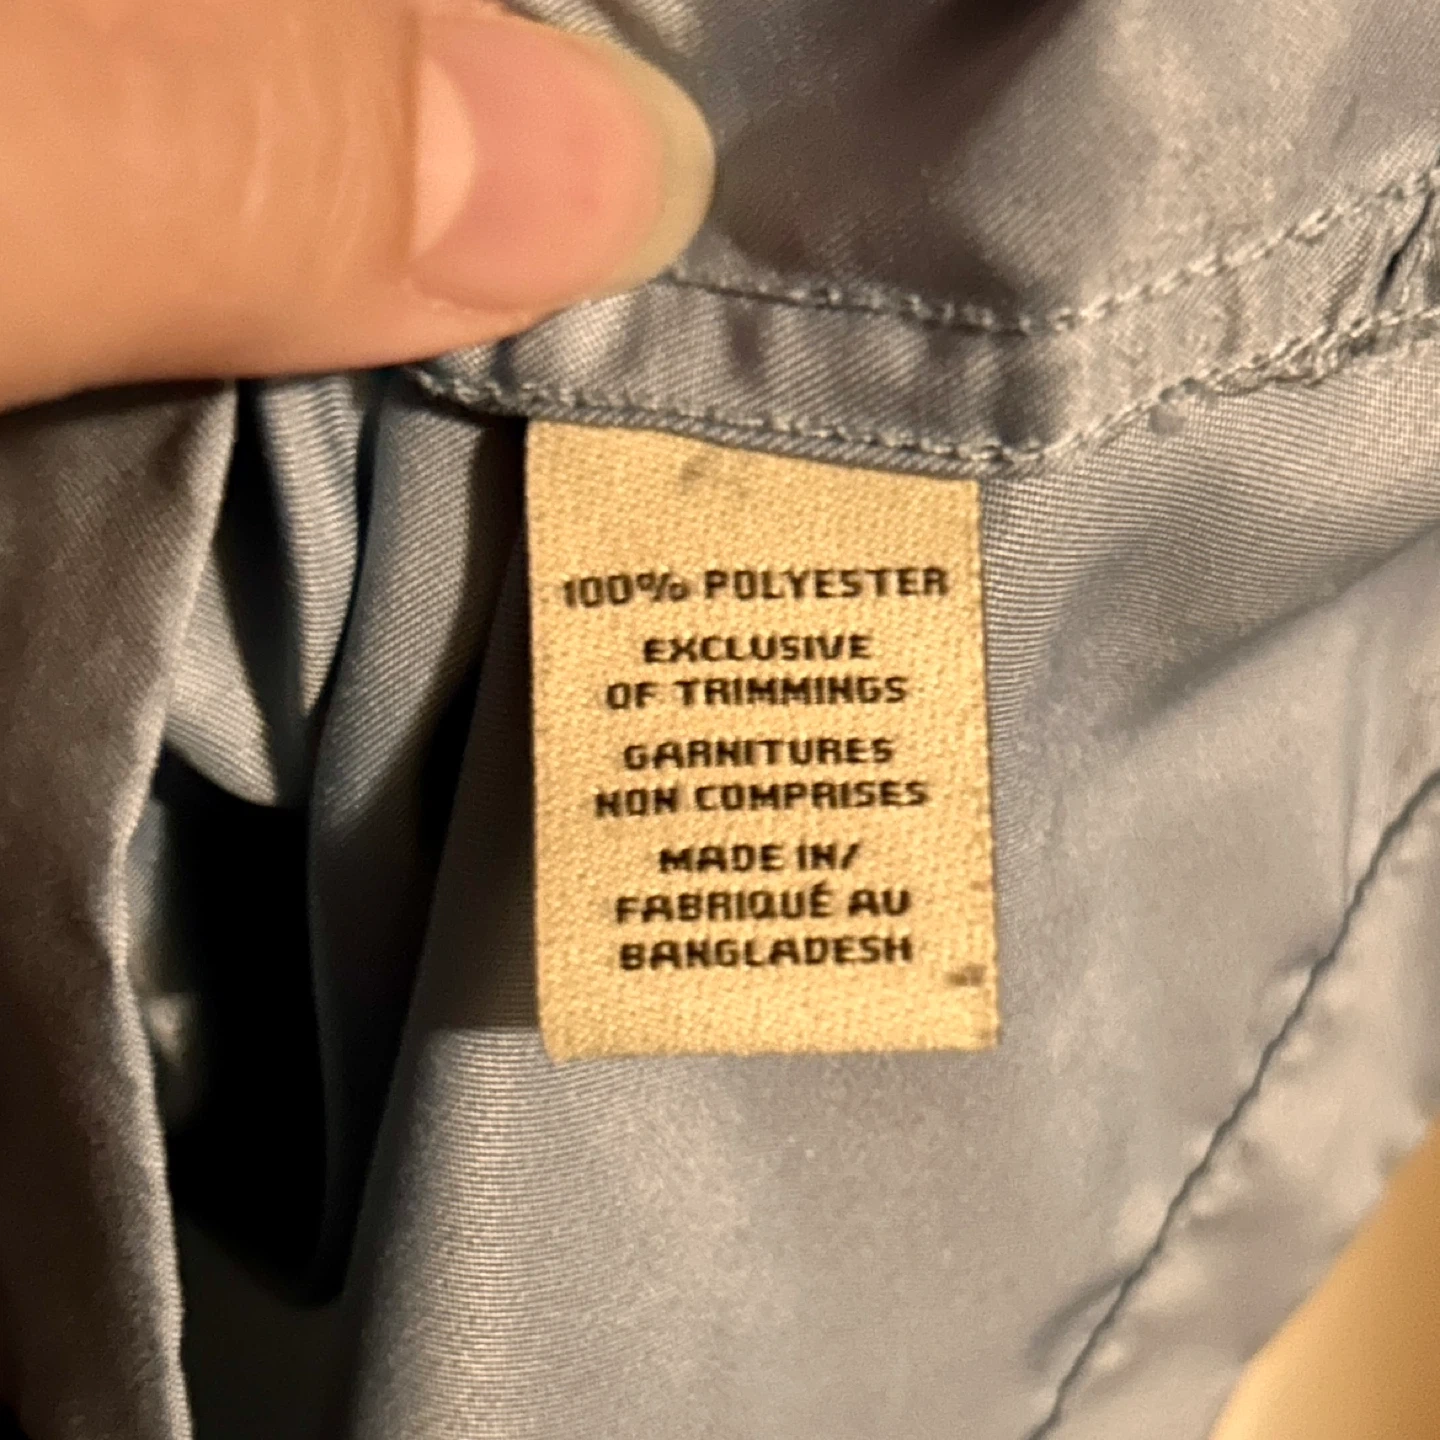 100% POLYESTER
EXCLUSIVE
OF TRIMMINGS
GARNITURES
NON COMPRISES
MADE IN/
FABRIQUÉ AU
BANGLADESH